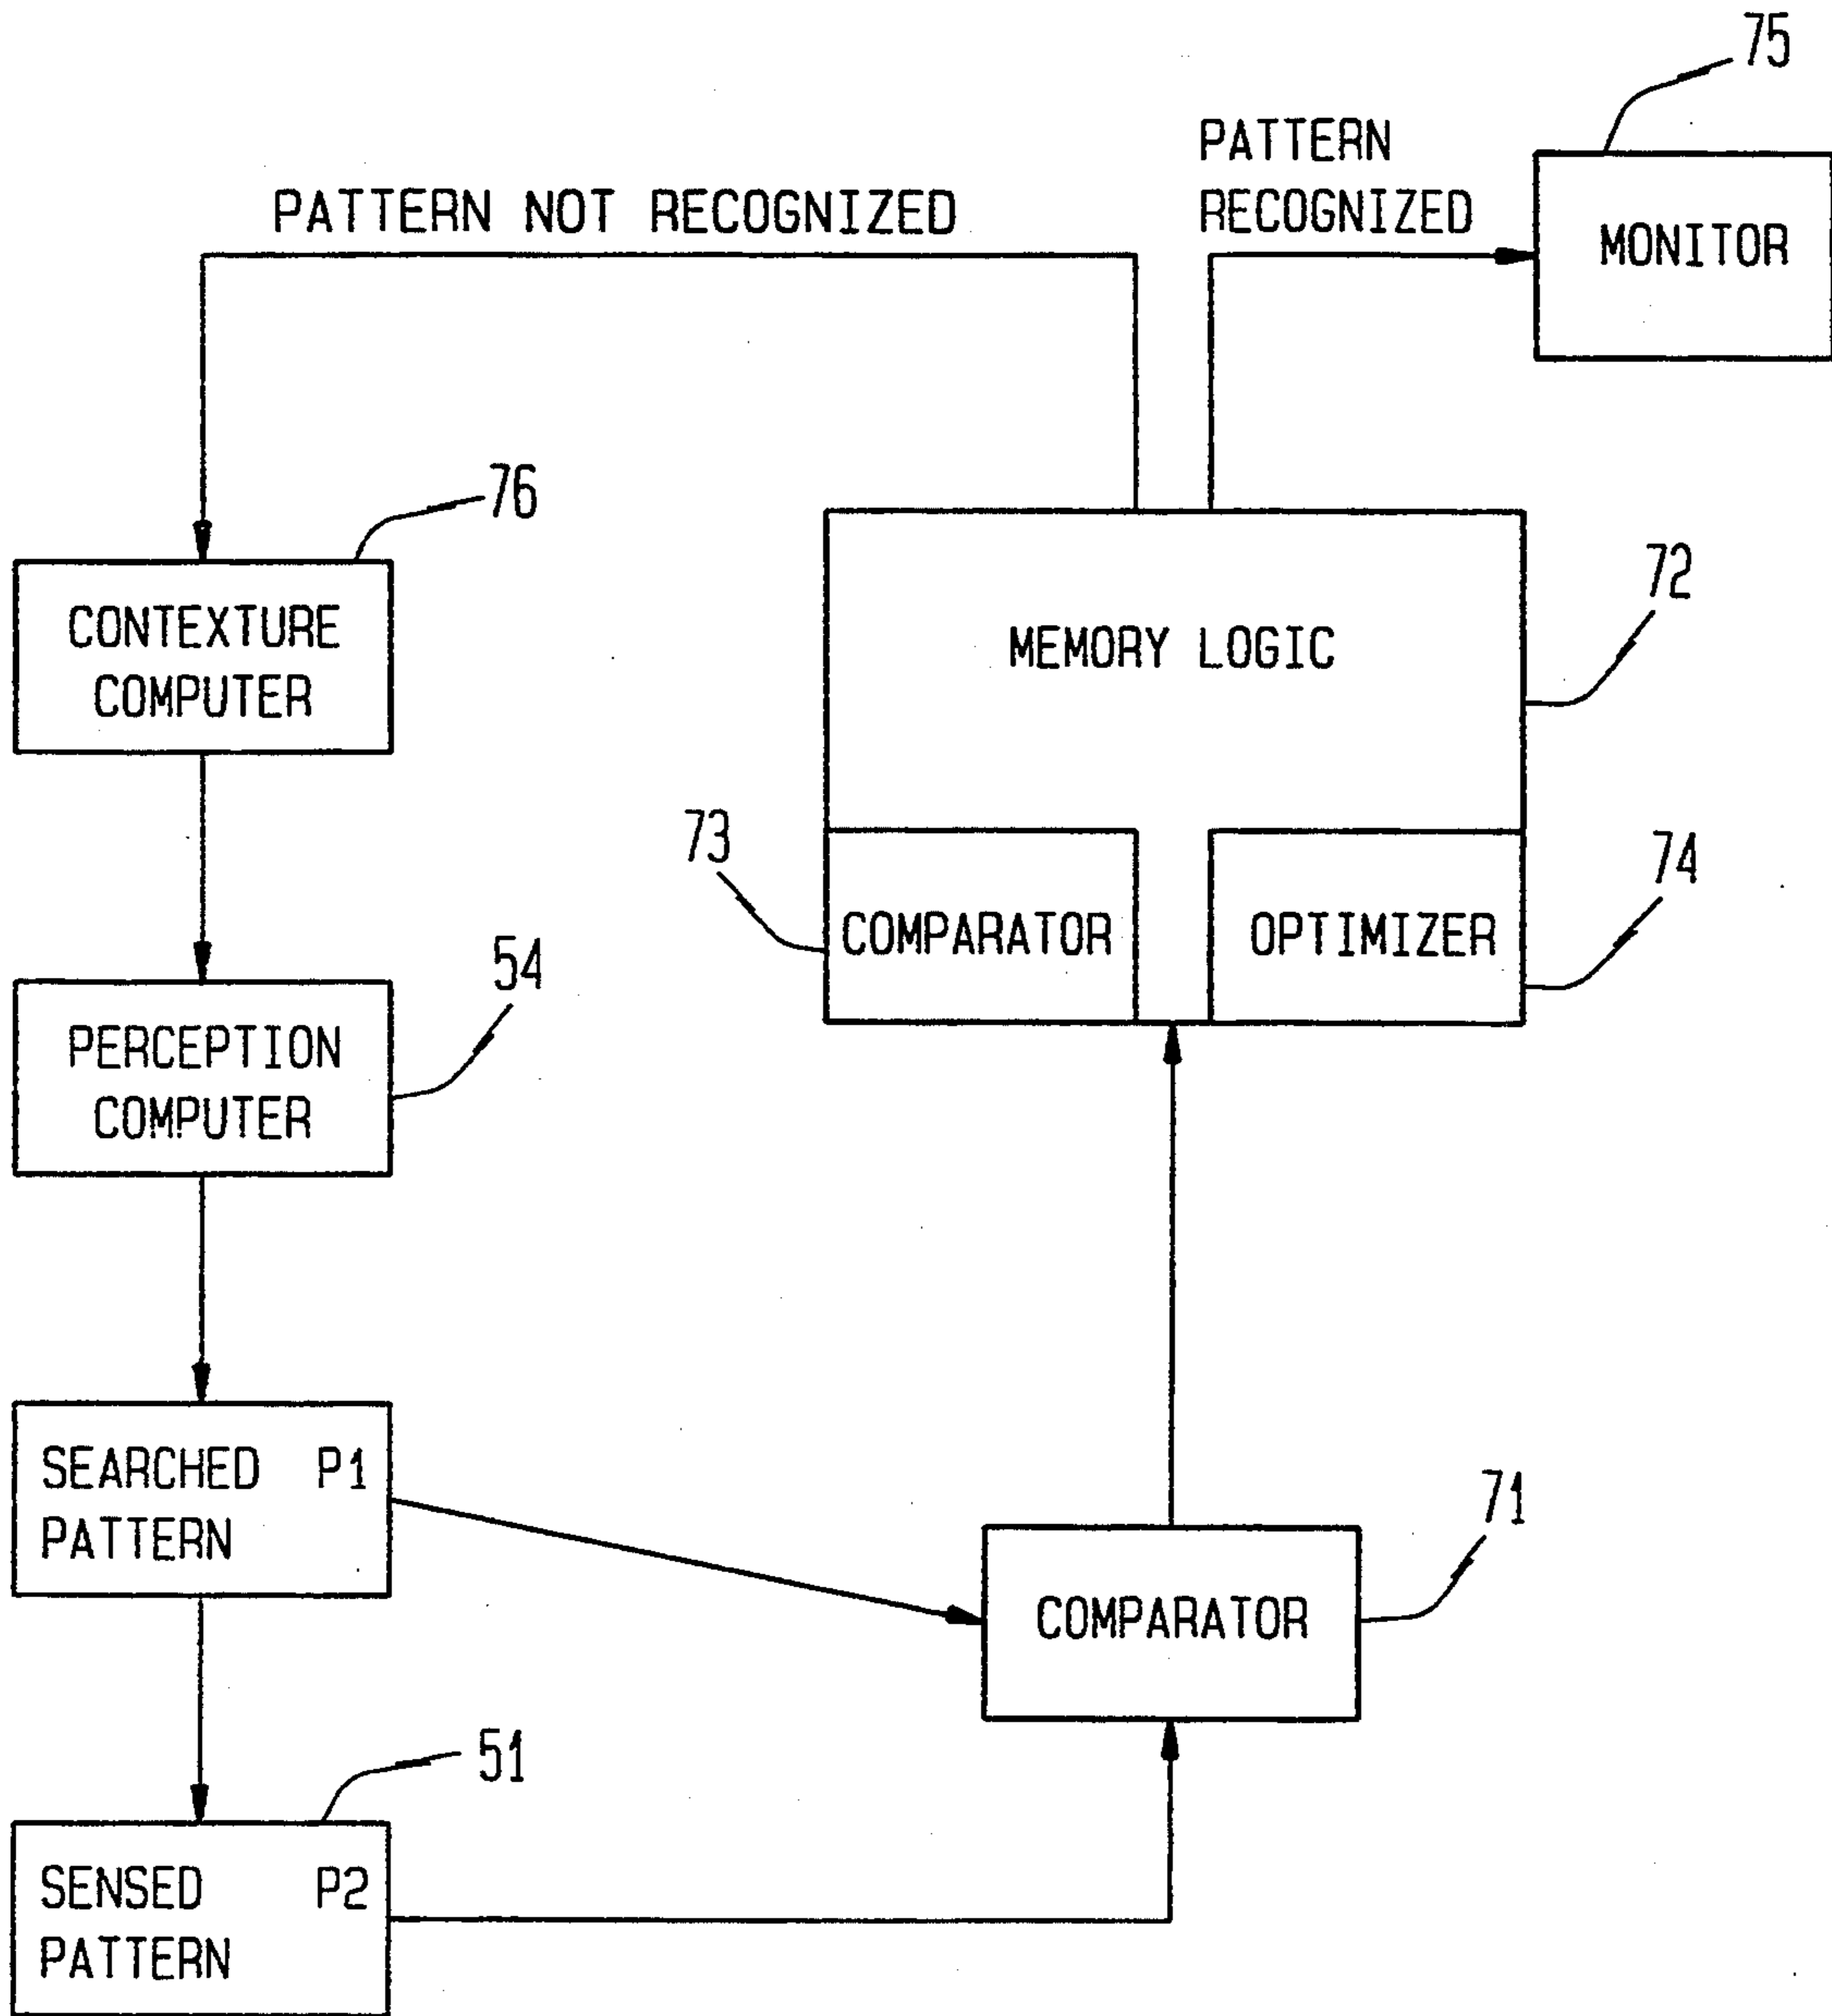 75
PATTERN
RECOGNIZED
PATTERN NOT RECOGNIZED
MONITOR
76
CONTEXTURE
COMPUTER
72
MEMORY LOGIC
73
COMPARATOR
OPTIMIZER
74
54
PERCEPTION
COMPUTER
SEARCHED P1
PATTERN
71
COMPARATOR
51
SENSED P2
PATTERN